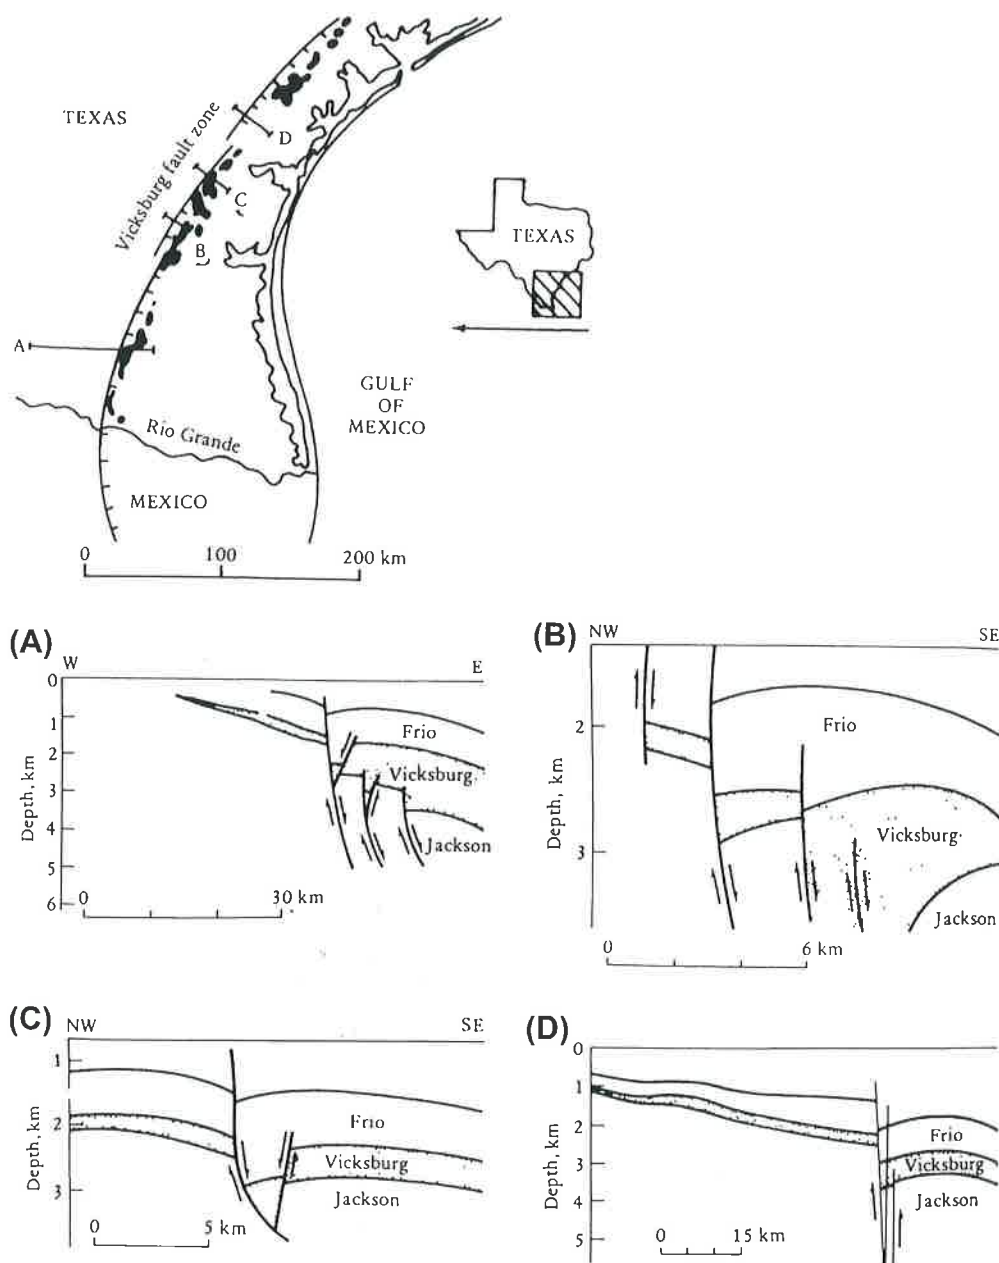 TEXAS
Vicksburg fault zone
D
C
B
A
Rio Grande
MEXICO
GULF
OF
MEXICO
TEXAS
0 100 200 km
(A)
W E
0
1
2
3
4
5
6
Depth, km
Frio
Vicksburg
Jackson
0 30 km
(B)
NW SE
2
3
Depth, km
Frio
Vicksburg
Jackson
0 6 km
(C)
NW SE
1
2
3
Depth, km
Frio
Vicksburg
Jackson
0 5 km
(D)
0
1
2
3
4
5
Depth, km
Frio
Vicksburg
Jackson
0 15 km